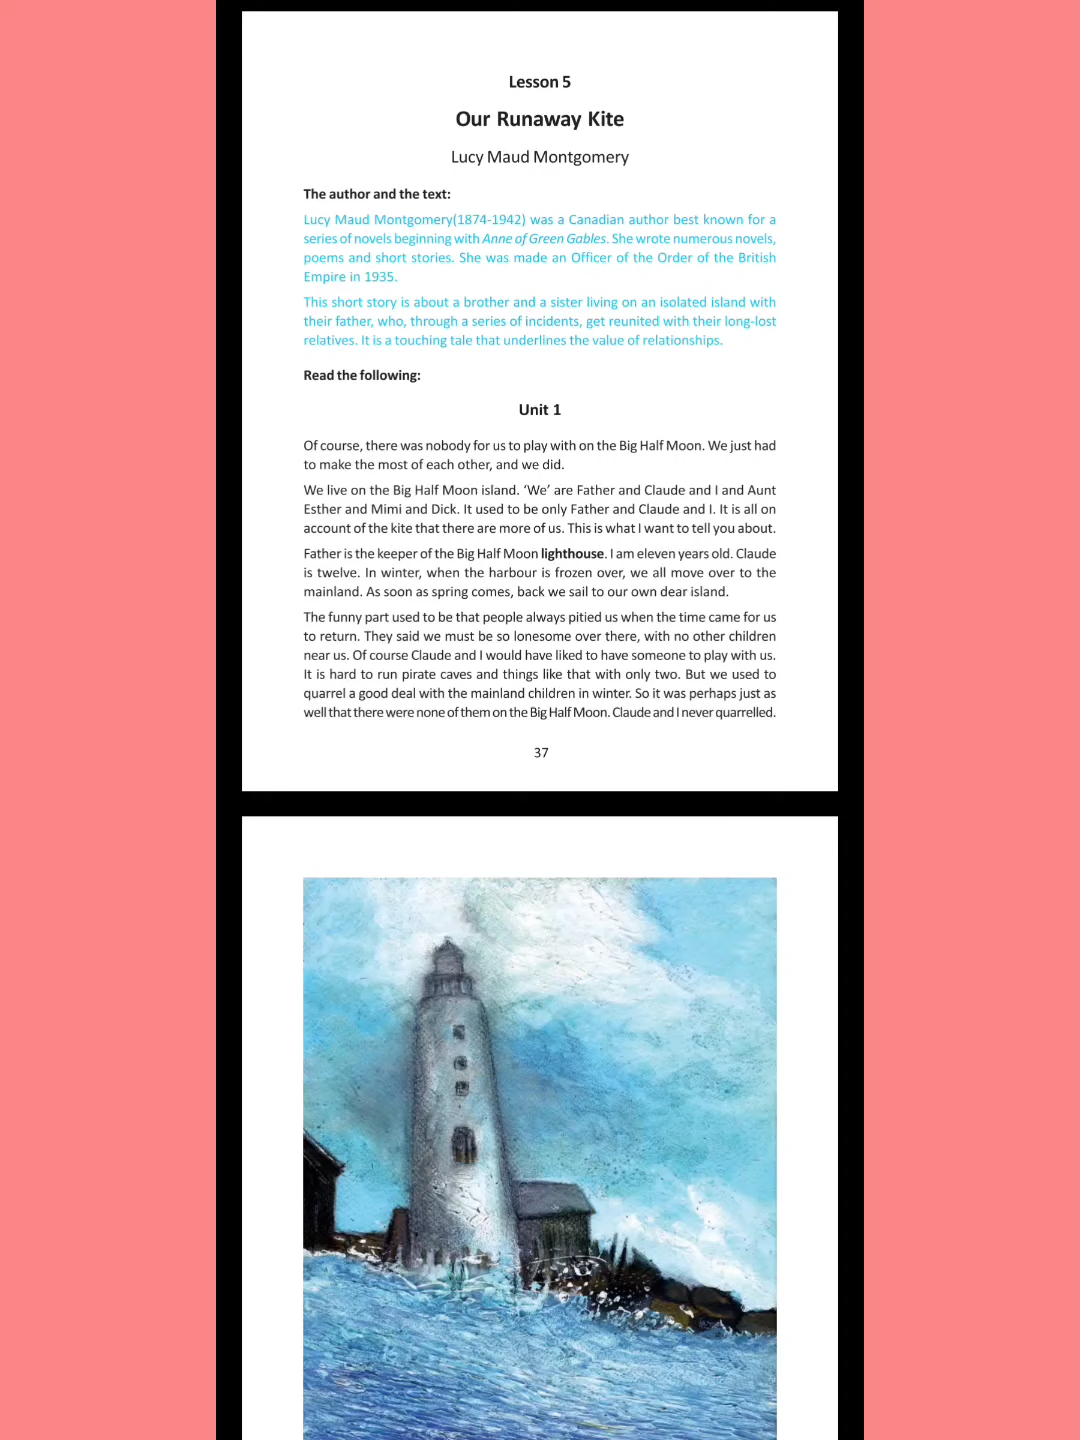 Lesson 5
Our Runaway Kite
Lucy Maud Montgomery
The author and the text:
Lucy Maud Montgomery(1874-1942) was a Canadian author best known for a
series of novels beginning with Anne of Green Gables. She wrote numerous novels,
poems and short stories. She was made an Officer of the Order of the British
Empire in 1935.
This short story is about a brother and a sister living on an isolated island with
their father, who, through a series of incidents, get reunited with their long-lost
relatives. It is a touching tale that underlines the value of relationships.
Read the following:
Unit 1
Of course, there was nobody for us to play with on the Big Half Moon. We just had
to make the most of each other, and we did.
We live on the Big Half Moon island. ‘We’ are Father and Claude and I and Aunt
Esther and Mimi and Dick. It used to be only Father and Claude and I. It is all on
account of the kite that there are more of us. This is what I want to tell you about.
Father is the keeper of the Big Half Moon lighthouse. I am eleven years old. Claude
is twelve. In winter, when the harbour is frozen over, we all move over to the
mainland. As soon as spring comes, back we sail to our own dear island.
The funny part used to be that people always pitied us when the time came for us
to return. They said we must be so lonesome over there, with no other children
near us. Of course Claude and I would have liked to have someone to play with us.
It is hard to run pirate caves and things like that with only two. But we used to
quarrel a good deal with the mainland children in winter. So it was perhaps just as
well that there were none of them on the Big Half Moon. Claude and I never quarrelled.
37